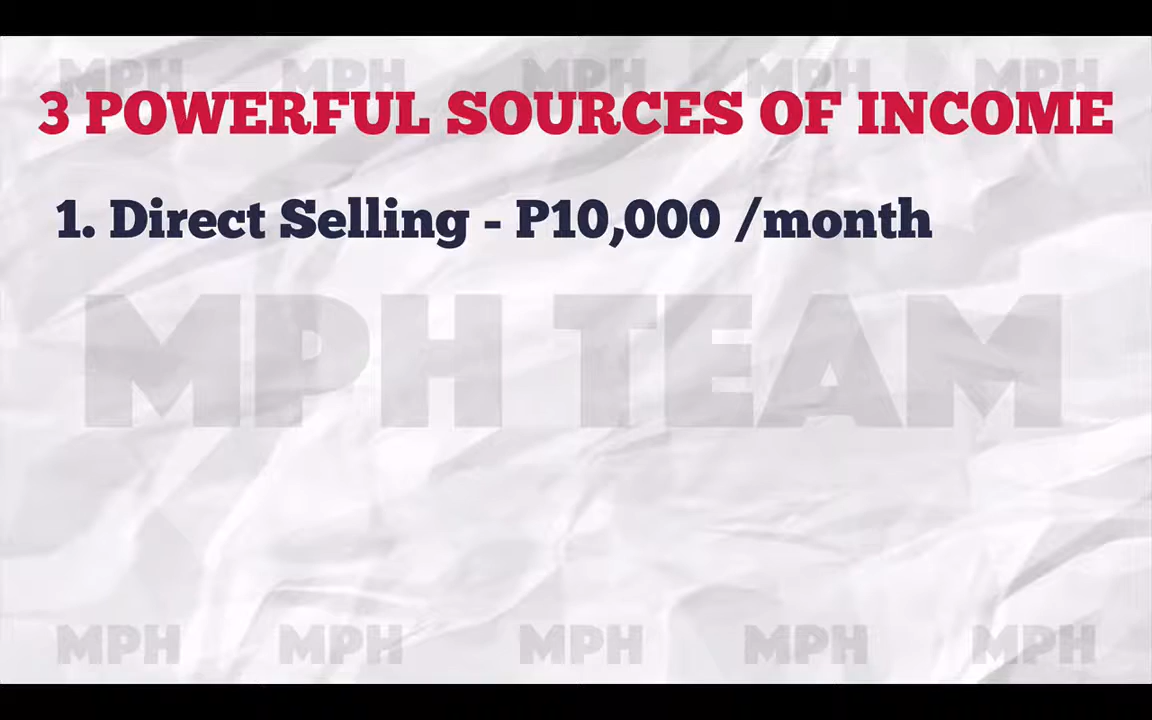 MPH MPH MPH MPH MPH
3 POWERFUL SOURCES OF INCOME
1. Direct Selling - P10,000 /month
MPH TEAM
MPH MPH MPH MPH MPH